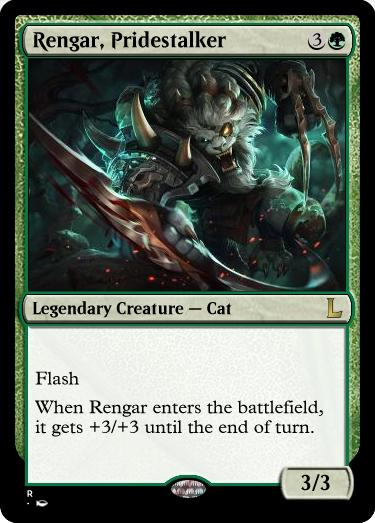 Rengar, Pridestalker 3
Legendary Creature — Cat L
Flash
When Rengar enters the battlefield,
it gets +3/+3 until the end of turn.
3/3
R